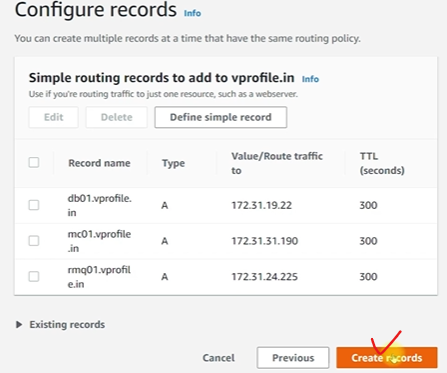 Configure records Info
You can create multiple records at a time that have the same routing policy.
Simple routing records to add to vprofile.in Info
Use if you're routing traffic to just one resource, such as a webserver.
Edit Delete Define simple record
Record name Type Value/Route traffic to TTL (seconds)
db01.vprofile.
in A 172.31.19.22 300
mc01.vprofile
.in A 172.31.31.190 300
rmq01.vprofil
e.in A 172.31.24.225 300
Existing records
Cancel Previous Create records